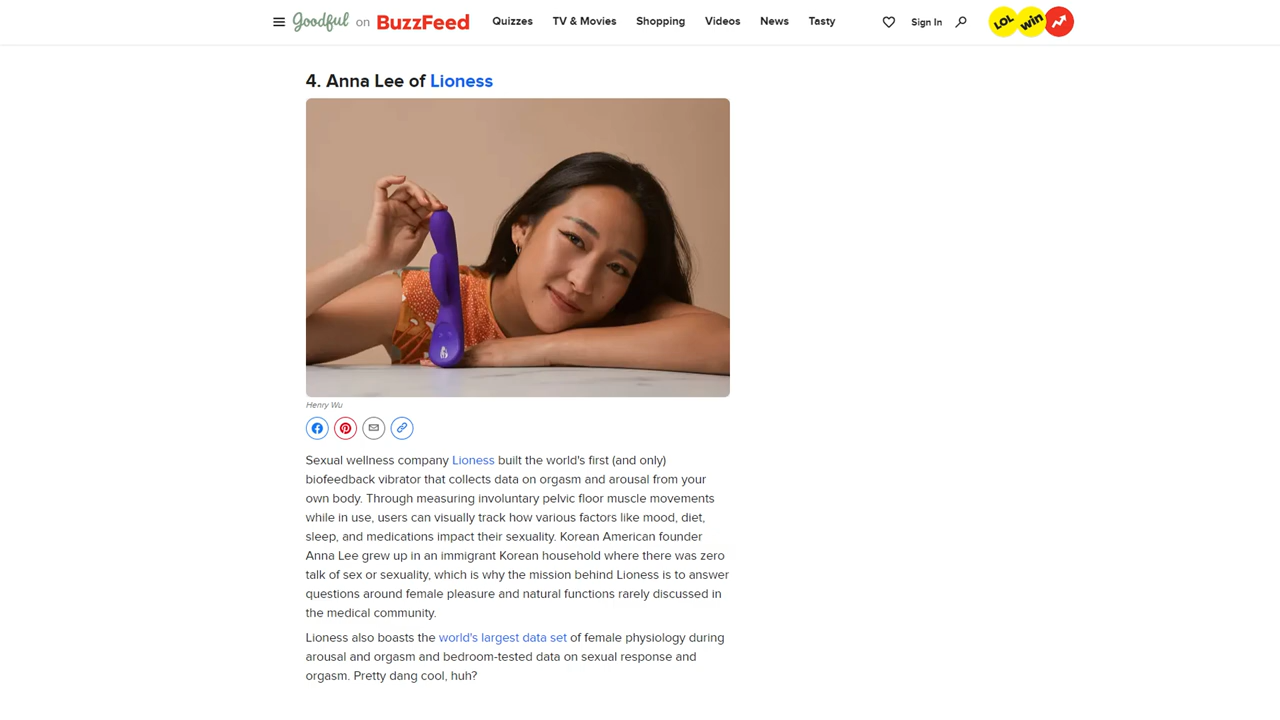 Goodful on BuzzFeed Quizzes TV & Movies Shopping Videos News Tasty Sign In LOL win
4. Anna Lee of Lioness
Henry Wu
Sexual wellness company Lioness built the world's first (and only)
biofeedback vibrator that collects data on orgasm and arousal from your
own body. Through measuring involuntary pelvic floor muscle movements
while in use, users can visually track how various factors like mood, diet,
sleep, and medications impact their sexuality. Korean American founder
Anna Lee grew up in an immigrant Korean household where there was zero
talk of sex or sexuality, which is why the mission behind Lioness is to answer
questions around female pleasure and natural functions rarely discussed in
the medical community.
Lioness also boasts the world's largest data set of female physiology during
arousal and orgasm and bedroom-tested data on sexual response and
orgasm. Pretty dang cool, huh?